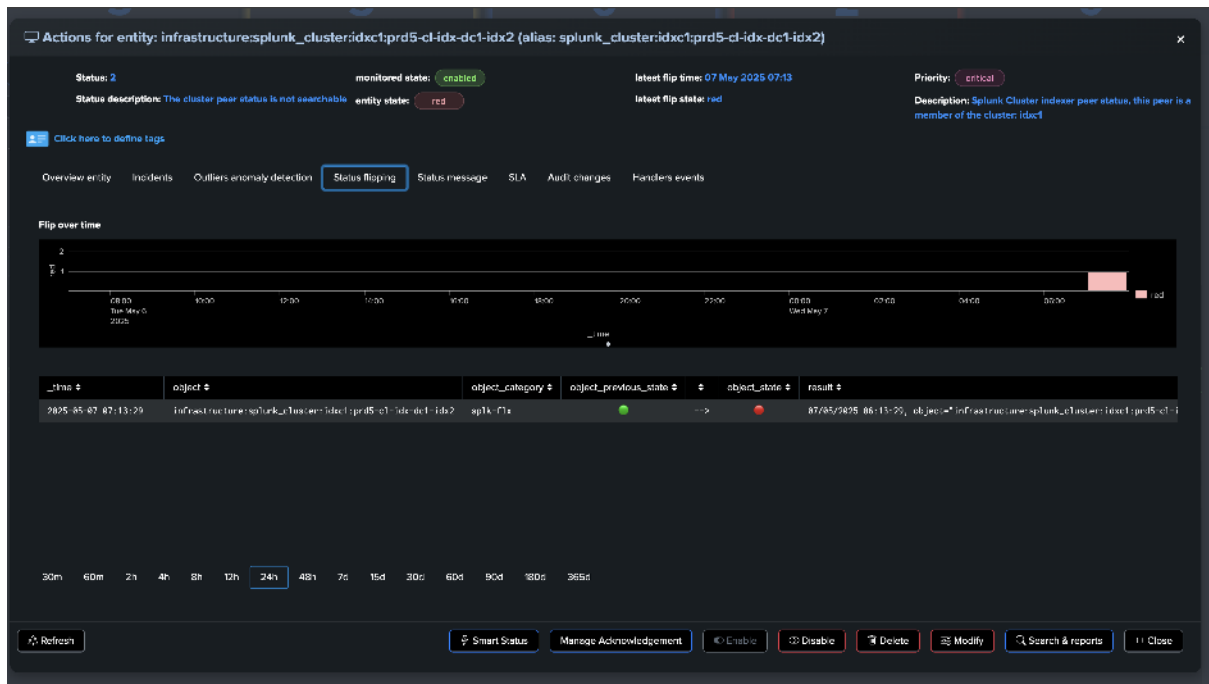 Actions for entity: infrastructure:splunk_cluster:idxc1:prd5-cl-idx-dc1-idx2 (alias: splunk_cluster:idxc1:prd5-cl-idx-dc1-idx2)
Status: 2 monitored state: enabled latest flip time: 07 May 2025 07:13 Priority: critical
Status description: The cluster peer status is not searchable entity state: red latest flip state: red Description: Splunk Cluster indexer peer status, this peer is a
member of the cluster: idxc1
Click here to define tags
Overview entity Incidents Outliers anomaly detection Status flipping Status message SLA Audit changes Handlers events
Flip over time
2
1
08:00 10:00 12:00 14:00 16:00 18:00 20:00 22:00 00:00 02:00 04:00 06:00
Tue May 6 Wed May 7
2025
red
_time
_time object object_category object_previous_state object_state result
2025-05-07 07:13:29 infrastructure:splunk_cluster:idxc1:prd5-cl-idx-dc1-idx2 splk-flx --> 07/05/2025 06:13:29, object="infrastructure:splunk_cluster:idxc1:prd5-cl-i
30m 60m 2h 4h 8h 12h 24h 48h 7d 15d 30d 60d 90d 180d 365d
Refresh Smart Status Manage Acknowledgement Enable Disable Delete Modify Search & reports Close